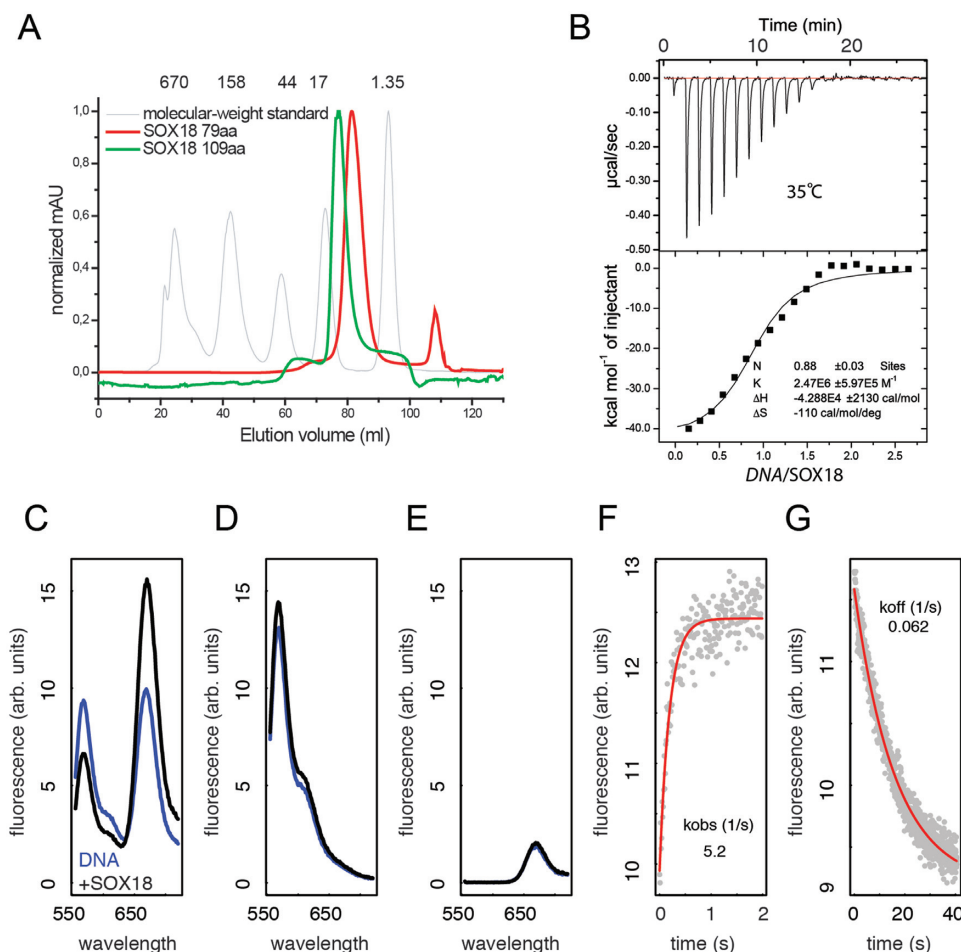 A
670 158 44 17 1.35
molecular-weight standard
SOX18 79aa
SOX18 109aa
1,0
0,8
0,6
0,4
0,2
0,0
normalized mAU
0 20 40 60 80 100 120
Elution volume (ml)
B
Time (min)
0 10 20
0.00
-0.10
-0.20
-0.30
-0.40
-0.50
µcal/sec
35℃
0.0
-10.0
-20.0
-30.0
-40.0
kcal mol⁻¹ of injectant
N 0.88 ±0.03 Sites
K 2.47E6 ±5.97E5 M⁻¹
ΔH -4.288E4 ±2130 cal/mol
ΔS -110 cal/mol/deg
0.0 0.5 1.0 1.5 2.0 2.5
DNA/SOX18
C
fluorescence (arb. units)
15
10
5
0
DNA
+SOX18
550 650
wavelength
D
fluorescence (arb. units)
15
10
5
0
550 650
wavelength
E
fluorescence (arb. units)
15
10
5
0
550 650
wavelength
F
fluorescence (arb. units)
13
12
11
10
kobs (1/s)
5.2
0 1 2
time (s)
G
fluorescence (arb. units)
11
10
9
koff (1/s)
0.062
0 20 40
time (s)